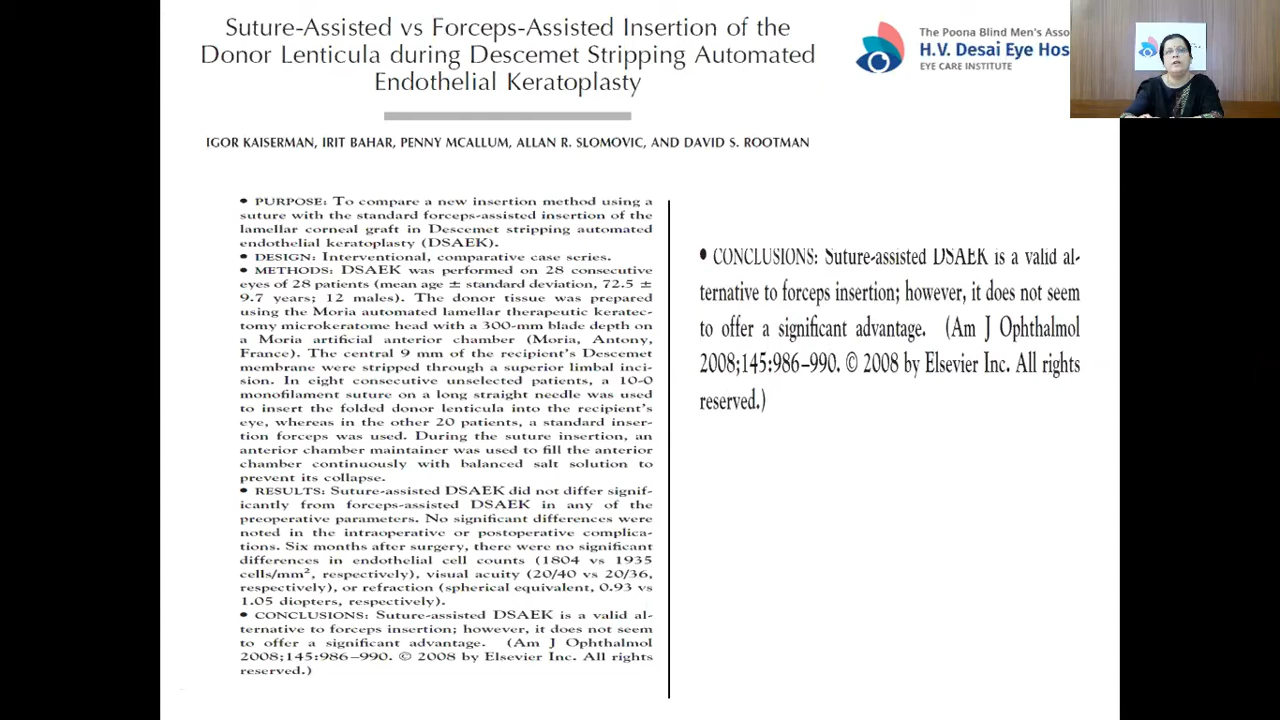 Suture-Assisted vs Forceps-Assisted Insertion of the
Donor Lenticula during Descemet Stripping Automated
Endothelial Keratoplasty
The Poona Blind Men's Asso
H.V. Desai Eye Hos
EYE CARE INSTITUTE
IGOR KAISERMAN, IRIT BAHAR, PENNY MCALLUM, ALLAN R. SLOMOVIC, AND DAVID S. ROOTMAN
• PURPOSE: To compare a new insertion method using a
suture with the standard forceps-assisted insertion of the
lamellar corneal graft in Descemet stripping automated
endothelial keratoplasty (DSAEK).
• DESIGN: Interventional, comparative case series.
• METHODS: DSAEK was performed on 28 consecutive
eyes of 28 patients (mean age ± standard deviation, 72.5 ±
9.7 years; 12 males). The donor tissue was prepared
using the Moria automated lamellar therapeutic keratec-
tomy microkeratome head with a 300-mm blade depth on
a Moria artificial anterior chamber (Moria, Antony,
France). The central 9 mm of the recipient's Descemet
membrane were stripped through a superior limbal inci-
sion. In eight consecutive unselected patients, a 10-0
monofilament suture on a long straight needle was used
to insert the folded donor lenticula into the recipient's
eye, whereas in the other 20 patients, a standard inser-
tion forceps was used. During the suture insertion, an
anterior chamber maintainer was used to fill the anterior
chamber continuously with balanced salt solution to
prevent its collapse.
• RESULTS: Suture-assisted DSAEK did not differ signif-
icantly from forceps-assisted DSAEK in any of the
preoperative parameters. No significant differences were
noted in the intraoperative or postoperative complica-
tions. Six months after surgery, there were no significant
differences in endothelial cell counts (1804 vs 1935
cells/mm², respectively), visual acuity (20/40 vs 20/36,
respectively), or refraction (spherical equivalent, 0.93 vs
1.05 diopters, respectively).
• CONCLUSIONS: Suture-assisted DSAEK is a valid al-
ternative to forceps insertion; however, it does not seem
to offer a significant advantage. (Am J Ophthalmol
2008;145:986–990. © 2008 by Elsevier Inc. All rights
reserved.)
• CONCLUSIONS: Suture-assisted DSAEK is a valid al-
ternative to forceps insertion; however, it does not seem
to offer a significant advantage. (Am J Ophthalmol
2008;145:986–990. © 2008 by Elsevier Inc. All rights
reserved.)